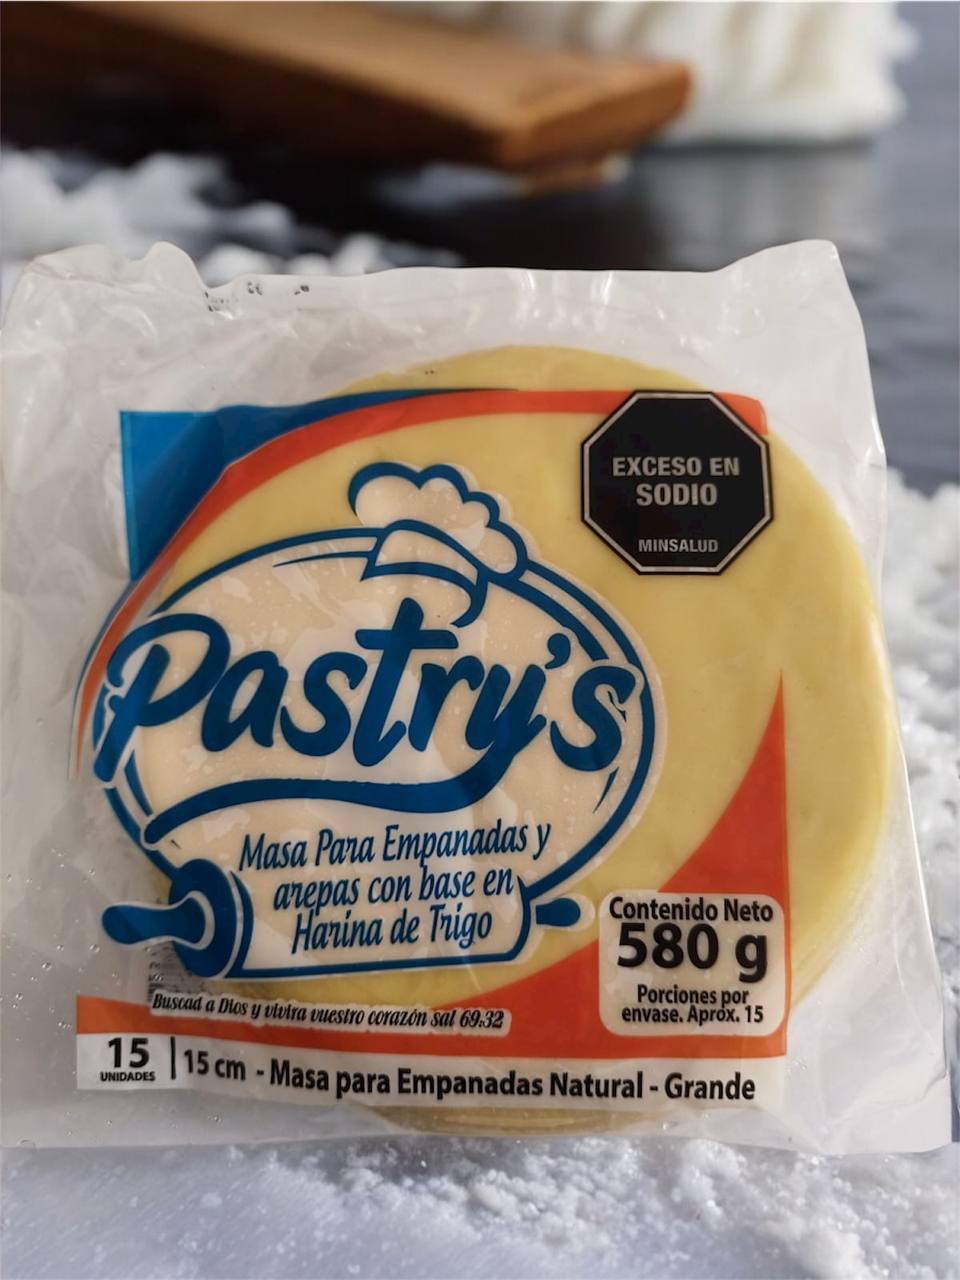 EXCESO EN
SODIO
MINSALUD
Pastry's
Masa Para Empanadas y
arepas con base en
Harina de Trigo
Contenido Neto
580 g
Porciones por
envase. Aprox. 15
Buscad a Dios y vivira vuestro corazón sal 69:32
15
UNIDADES
15 cm - Masa para Empanadas Natural - Grande